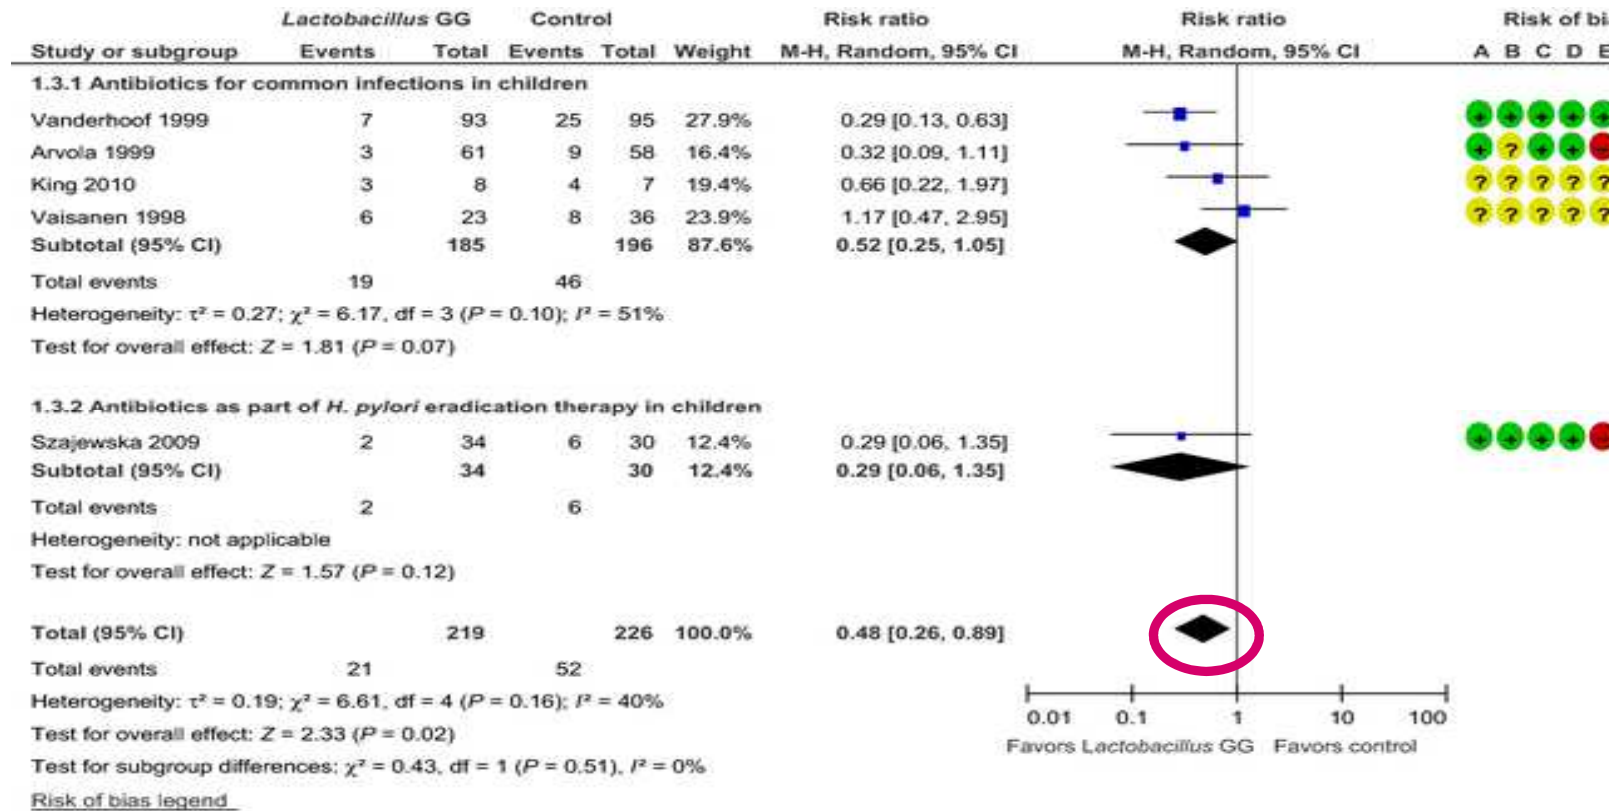 Lactobacillus GG Control Risk ratio Risk ratio Risk of bia
Study or subgroup Events Total Events Total Weight M-H, Random, 95% CI M-H, Random, 95% CI A B C D E
1.3.1 Antibiotics for common infections in children
Vanderhoof 1999 7 93 25 95 27.9% 0.29 [0.13, 0.63] + + + + +
Arvola 1999 3 61 9 58 16.4% 0.32 [0.09, 1.11] + ? + + −
King 2010 3 8 4 7 19.4% 0.66 [0.22, 1.97] ? ? ? ? ?
Vaisanen 1998 6 23 8 36 23.9% 1.17 [0.47, 2.95] ? ? ? ? ?
Subtotal (95% CI) 185 196 87.6% 0.52 [0.25, 1.05]
Total events 19 46
Heterogeneity: τ² = 0.27; χ² = 6.17, df = 3 (P = 0.10); I² = 51%
Test for overall effect: Z = 1.81 (P = 0.07)
1.3.2 Antibiotics as part of H. pylori eradication therapy in children
Szajewska 2009 2 34 6 30 12.4% 0.29 [0.06, 1.35] + + + + −
Subtotal (95% CI) 34 30 12.4% 0.29 [0.06, 1.35]
Total events 2 6
Heterogeneity: not applicable
Test for overall effect: Z = 1.57 (P = 0.12)
Total (95% CI) 219 226 100.0% 0.48 [0.26, 0.89]
Total events 21 52
Heterogeneity: τ² = 0.19; χ² = 6.61, df = 4 (P = 0.16); I² = 40%
Test for overall effect: Z = 2.33 (P = 0.02)
Test for subgroup differences: χ² = 0.43, df = 1 (P = 0.51), I² = 0%
0.01 0.1 1 10 100
Favors Lactobacillus GG Favors control
Risk of bias legend